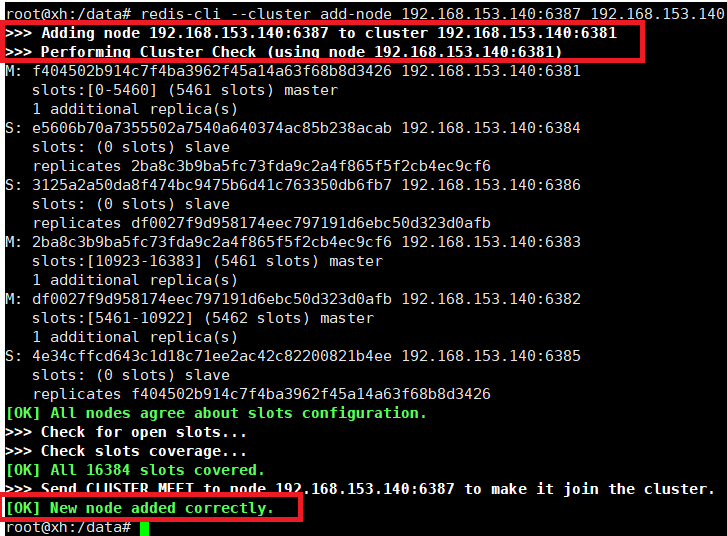 root@xh:/data# redis-cli --cluster add-node 192.168.153.140:6387 192.168.153.140
>>> Adding node 192.168.153.140:6387 to cluster 192.168.153.140:6381
>>> Performing Cluster Check (using node 192.168.153.140:6381)
M: f404502b914c7f4ba3962f45a14a63f68b8d3426 192.168.153.140:6381
slots:[0-5460] (5461 slots) master
1 additional replica(s)
S: e5606b70a7355502a7540a640374ac85b238acab 192.168.153.140:6384
slots: (0 slots) slave
replicates 2ba8c3b9ba5fc73fda9c2a4f865f5f2cb4ec9cf6
S: 3125a2a50da8f474bc9475b6d41c763350db6fb7 192.168.153.140:6386
slots: (0 slots) slave
replicates df0027f9d958174eec797191d6ebc50d323d0afb
M: 2ba8c3b9ba5fc73fda9c2a4f865f5f2cb4ec9cf6 192.168.153.140:6383
slots:[10923-16383] (5461 slots) master
1 additional replica(s)
M: df0027f9d958174eec797191d6ebc50d323d0afb 192.168.153.140:6382
slots:[5461-10922] (5462 slots) master
1 additional replica(s)
S: 4e34cffcd643c1d18c71ee2ac42c82200821b4ee 192.168.153.140:6385
slots: (0 slots) slave
replicates f404502b914c7f4ba3962f45a14a63f68b8d3426
[OK] All nodes agree about slots configuration.
>>> Check for open slots...
>>> Check slots coverage...
[OK] All 16384 slots covered.
>>> Send CLUSTER MEET to node 192.168.153.140:6387 to make it join the cluster.
[OK] New node added correctly.
root@xh:/data#